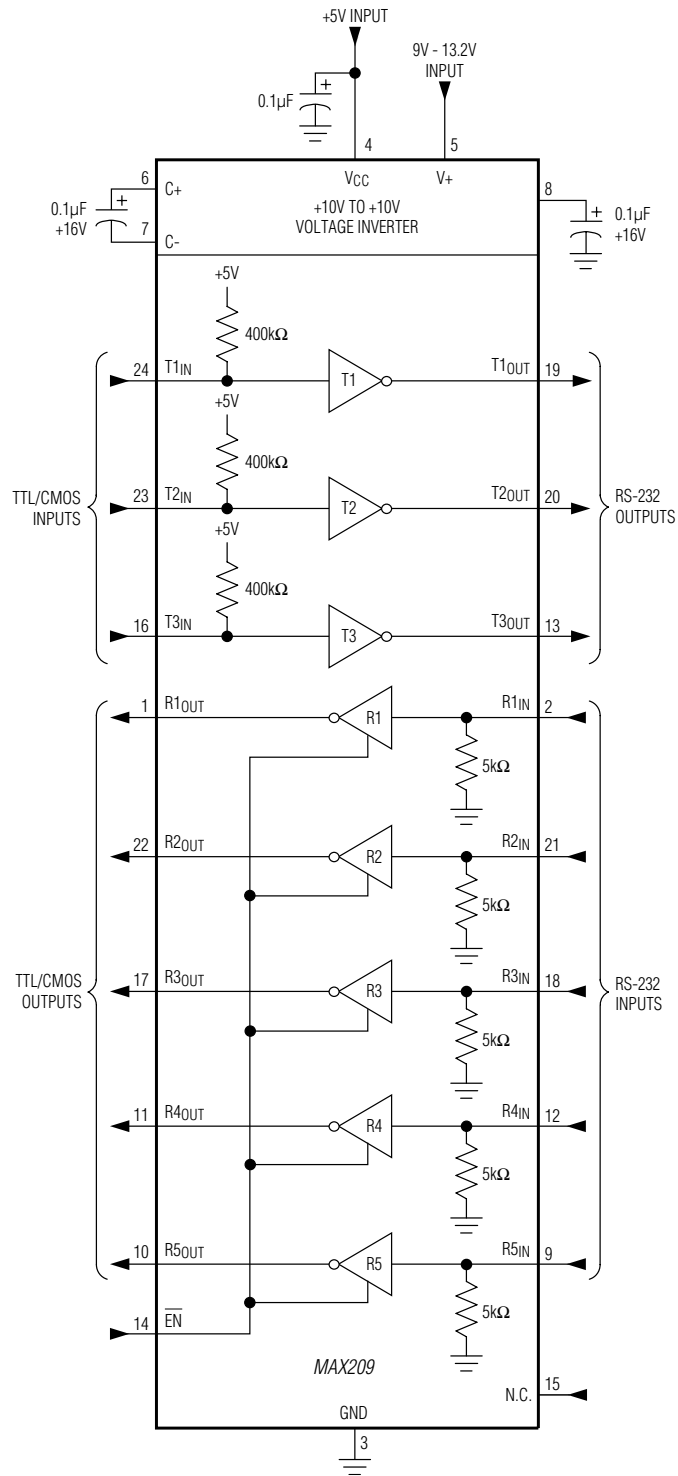 +5V INPUT
9V - 13.2V
INPUT
0.1µF
+
4
5
6
C+
VCC
V+
8
0.1µF
+16V
+
+10V TO +10V
VOLTAGE INVERTER
+
0.1µF
+16V
7
C-
+5V
400kΩ
24
T1IN
T1
T1OUT
19
+5V
400kΩ
TTL/CMOS
INPUTS
23
T2IN
T2
T2OUT
20
RS-232
OUTPUTS
+5V
400kΩ
16
T3IN
T3
T3OUT
13
1
R1OUT
R1
R1IN
2
5kΩ
22
R2OUT
R2
R2IN
21
5kΩ
TTL/CMOS
OUTPUTS
17
R3OUT
R3
R3IN
18
RS-232
INPUTS
5kΩ
11
R4OUT
R4
R4IN
12
5kΩ
10
R5OUT
R5
R5IN
9
5kΩ
14
EN
MAX209
N.C.
15
GND
3